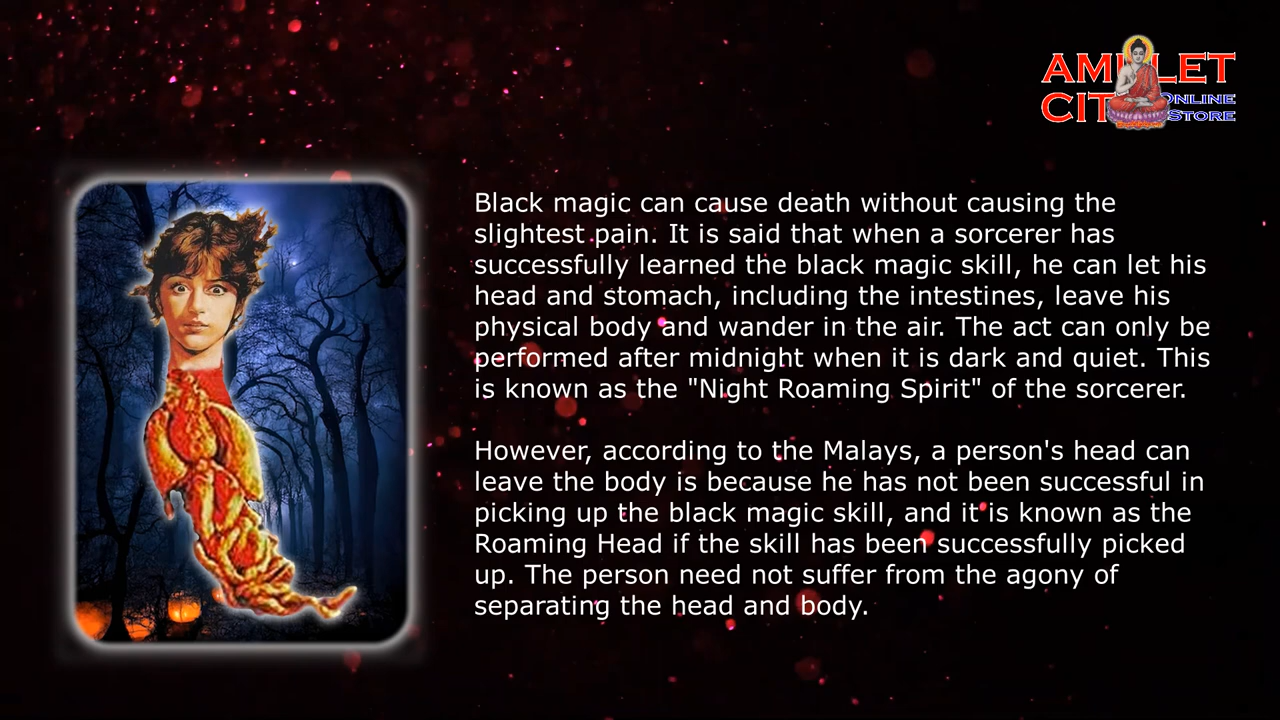 AMULET
CITY ONLINE
STORE
Black magic can cause death without causing the
slightest pain. It is said that when a sorcerer has
successfully learned the black magic skill, he can let his
head and stomach, including the intestines, leave his
physical body and wander in the air. The act can only be
performed after midnight when it is dark and quiet. This
is known as the "Night Roaming Spirit" of the sorcerer.
However, according to the Malays, a person's head can
leave the body is because he has not been successful in
picking up the black magic skill, and it is known as the
Roaming Head if the skill has been successfully picked
up. The person need not suffer from the agony of
separating the head and body.